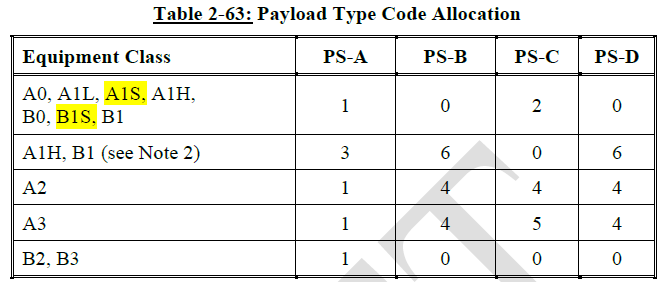 Table 2-63: Payload Type Code Allocation
Equipment Class PS-A PS-B PS-C PS-D
A0, A1L, A1S, A1H,
B0, B1S, B1 1 0 2 0
A1H, B1 (see Note 2) 3 6 0 6
A2 1 4 4 4
A3 1 4 5 4
B2, B3 1 0 0 0